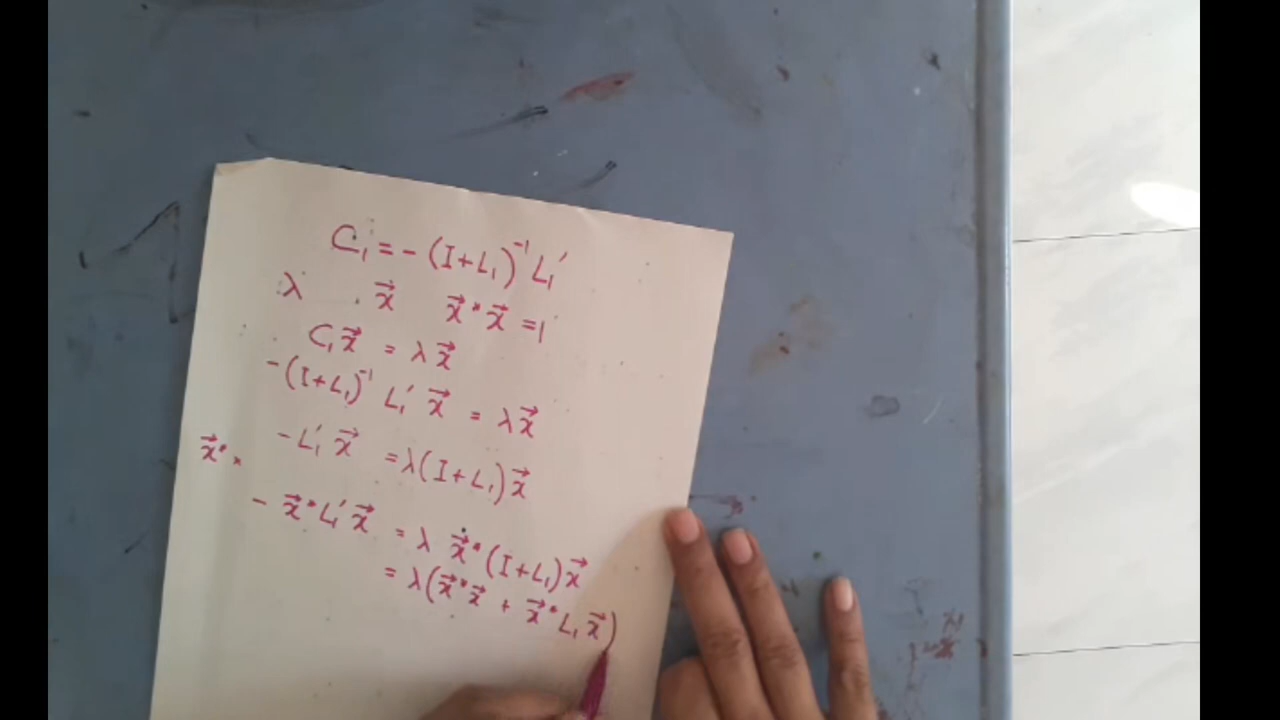 C₁ = - (I+L₁)⁻¹ L₁′
λ x⃗ x⃗*x⃗ = 1
C₁x⃗ = λx⃗
-(I+L₁)⁻¹ L₁′ x⃗ = λx⃗
x⃗* × -L₁′ x⃗ = λ(I+L₁)x⃗
- x⃗*L₁′x⃗ = λ x⃗*(I+L₁)x⃗
= λ(x⃗*x⃗ + x⃗*L₁x⃗)